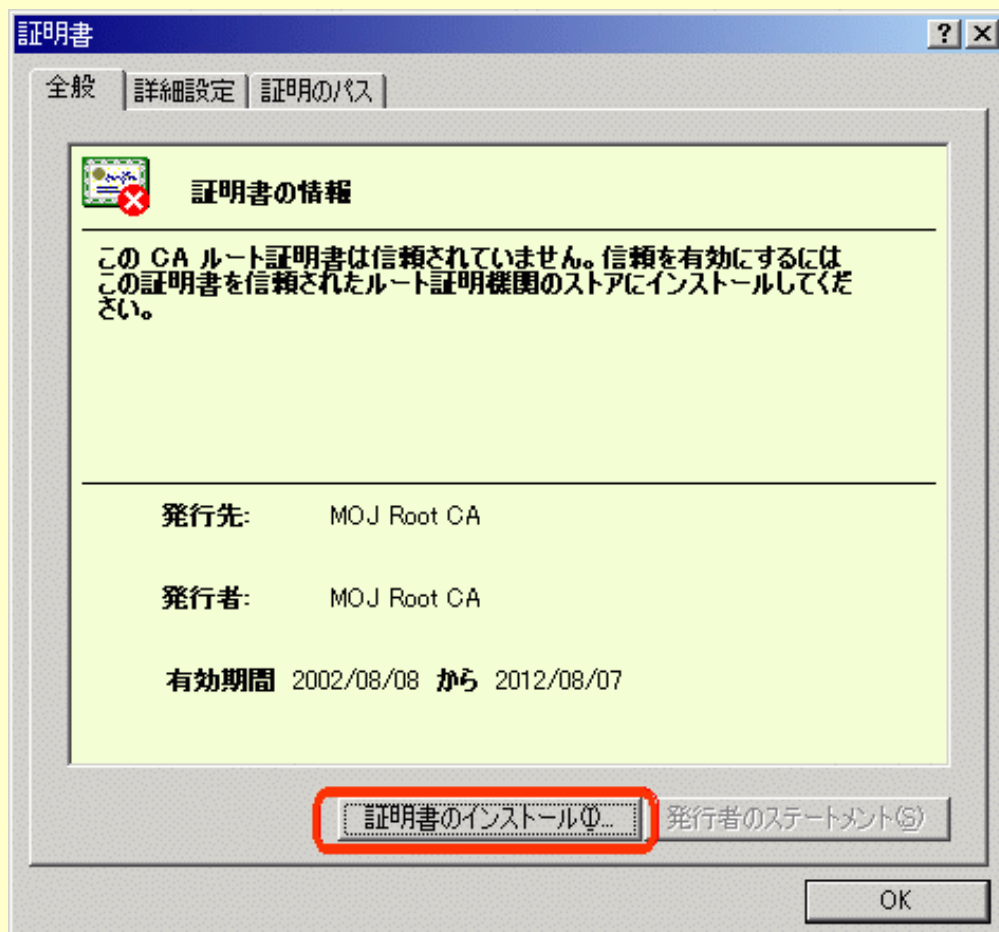 証明書
全般 詳細設定 証明のパス
証明書の情報
この CA ルート証明書は信頼されていません。信頼を有効にするには
この証明書を信頼されたルート証明機関のストアにインストールしてくだ
さい。
発行先: MOJ Root CA
発行者: MOJ Root CA
有効期間 2002/08/08 から 2012/08/07
証明書のインストール(I)... 発行者のステートメント(S)
OK